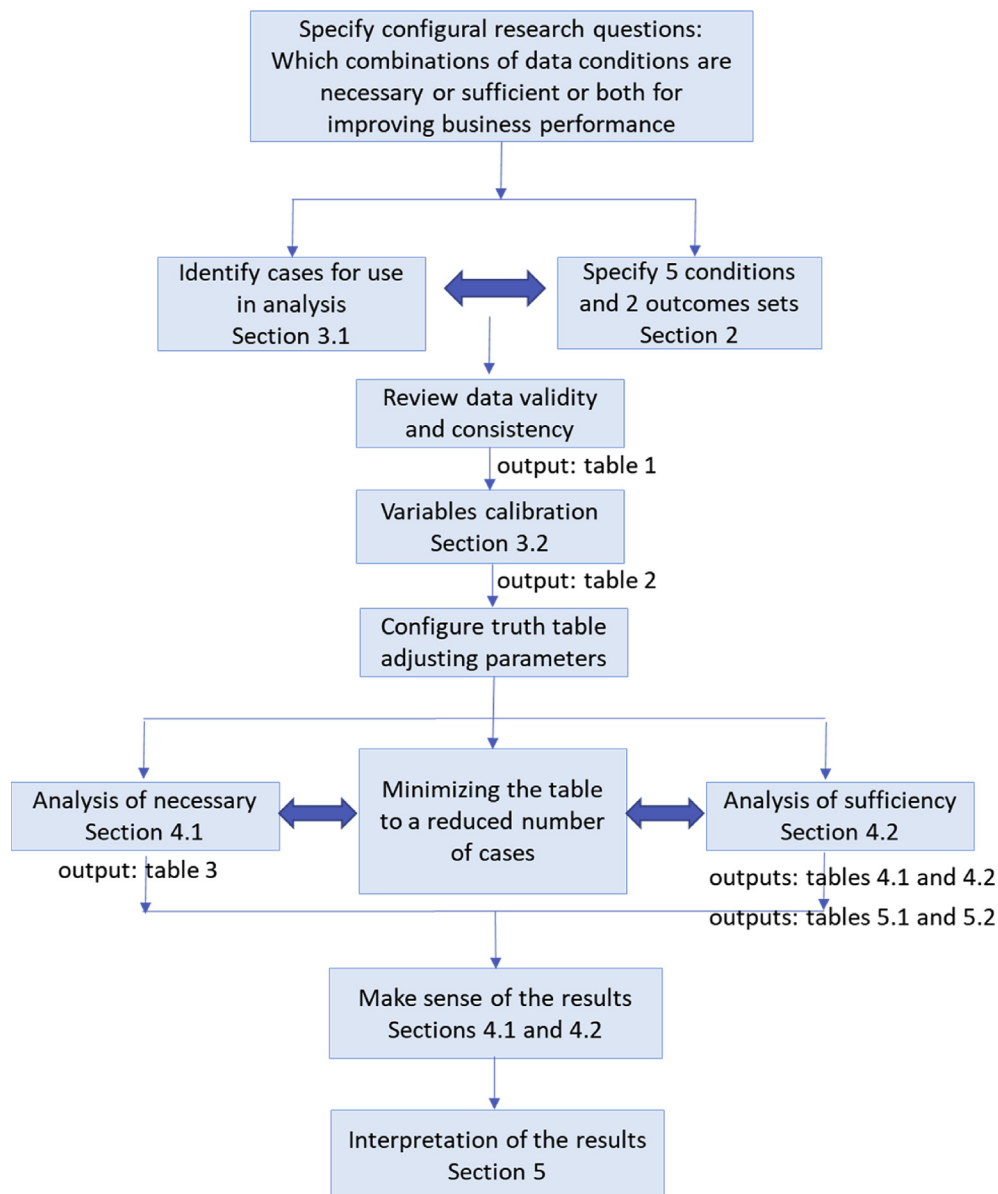 Specify configural research questions:
Which combinations of data conditions are
necessary or sufficient or both for
improving business performance
Identify cases for use
in analysis
Section 3.1
Specify 5 conditions
and 2 outcomes sets
Section 2
Review data validity
and consistency
output: table 1
Variables calibration
Section 3.2
output: table 2
Configure truth table
adjusting parameters
Analysis of necessary
Section 4.1
output: table 3
Minimizing the table
to a reduced number
of cases
Analysis of sufficiency
Section 4.2
outputs: tables 4.1 and 4.2
outputs: tables 5.1 and 5.2
Make sense of the results
Sections 4.1 and 4.2
Interpretation of the results
Section 5